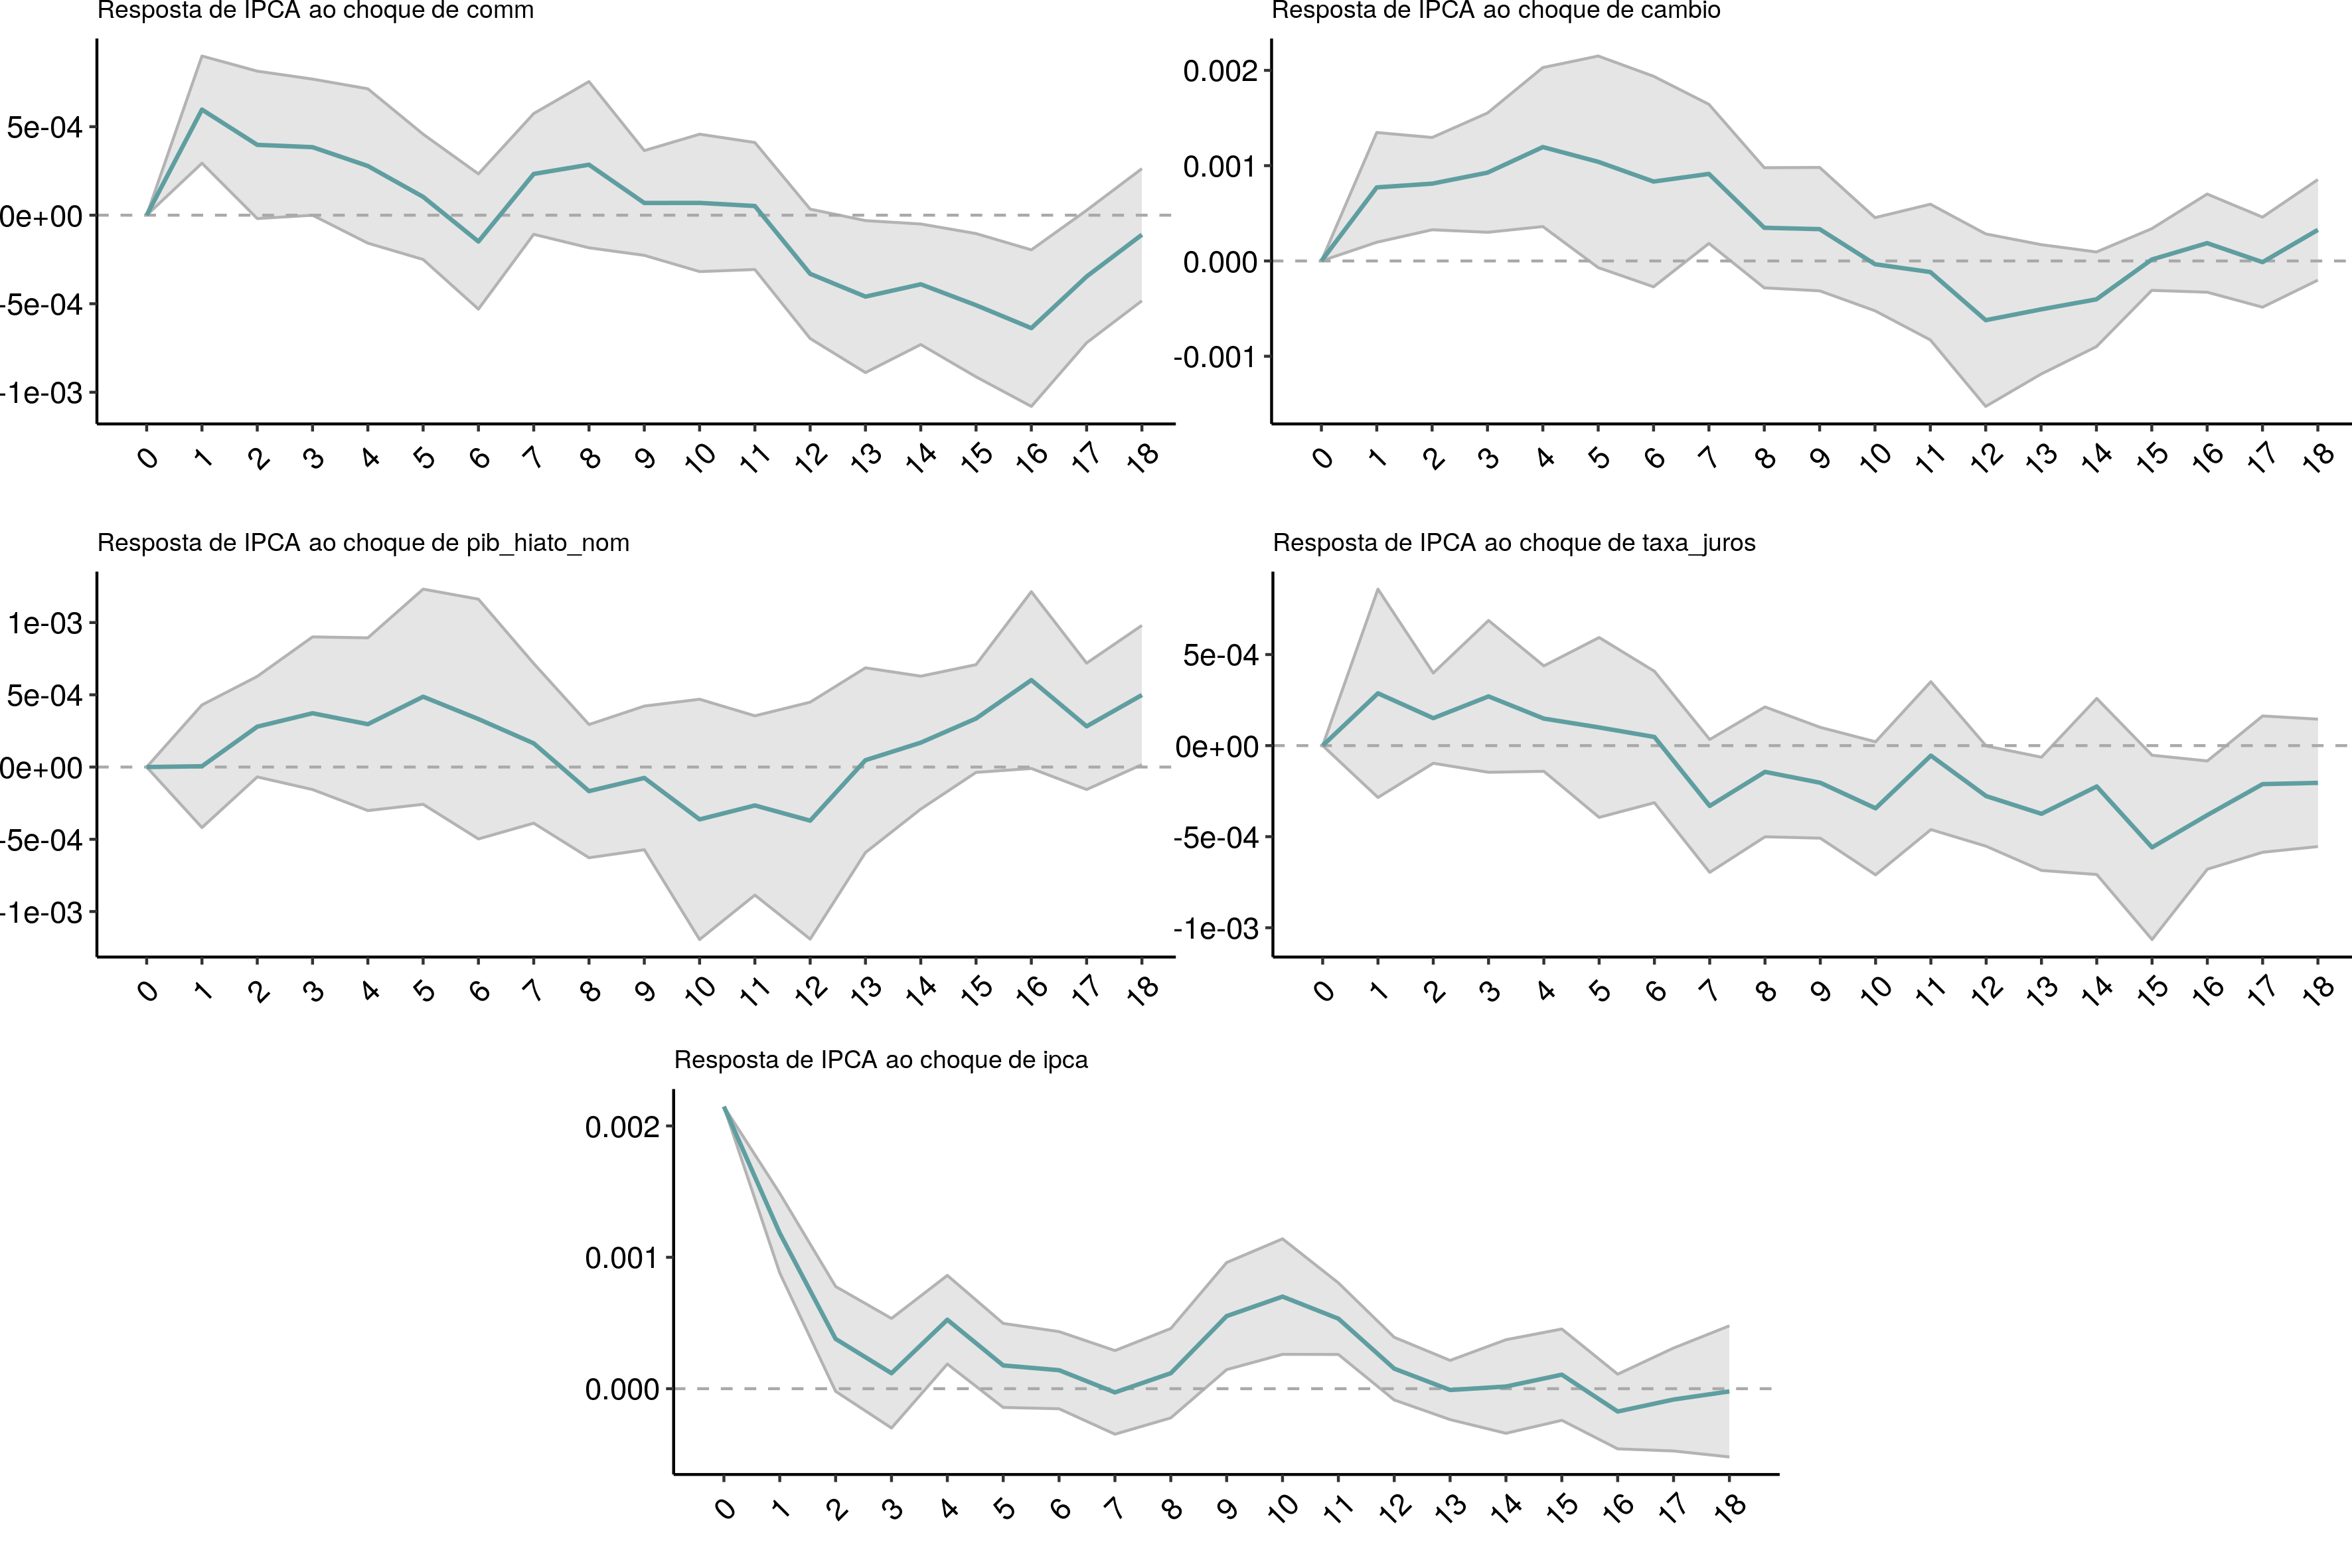 Resposta de IPCA ao choque de comm
5e-04
0e+00
-5e-04
-1e-03
0 1 2 3 4 5 6 7 8 9 10 11 12 13 14 15 16 17 18
Resposta de IPCA ao choque de cambio
0.002
0.001
0.000
-0.001
0 1 2 3 4 5 6 7 8 9 10 11 12 13 14 15 16 17 18
Resposta de IPCA ao choque de pib_hiato_nom
1e-03
5e-04
0e+00
-5e-04
-1e-03
0 1 2 3 4 5 6 7 8 9 10 11 12 13 14 15 16 17 18
Resposta de IPCA ao choque de taxa_juros
5e-04
0e+00
-5e-04
-1e-03
0 1 2 3 4 5 6 7 8 9 10 11 12 13 14 15 16 17 18
Resposta de IPCA ao choque de ipca
0.002
0.001
0.000
0 1 2 3 4 5 6 7 8 9 10 11 12 13 14 15 16 17 18